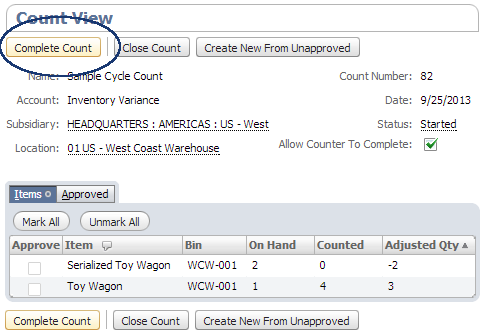 Count View
Complete Count Close Count Create New From Unapproved
Name: Sample Cycle Count Count Number: 82
Account: Inventory Variance Date: 9/25/2013
Subsidiary: HEADQUARTERS : AMERICAS : US - West Status: Started
Location: 01 US - West Coast Warehouse Allow Counter To Complete:
Items Approved
Mark All Unmark All
Approve Item Bin On Hand Counted Adjusted Qty
Serialized Toy Wagon WCW-001 2 0 -2
Toy Wagon WCW-001 1 4 3
Complete Count Close Count Create New From Unapproved